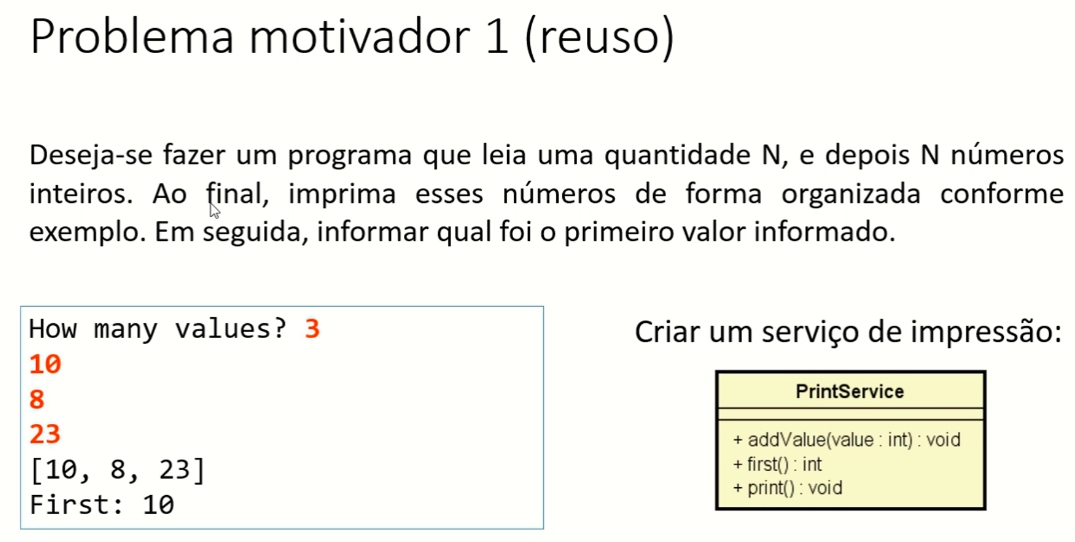 Problema motivador 1 (reuso)
Deseja-se fazer um programa que leia uma quantidade N, e depois N números
inteiros. Ao final, imprima esses números de forma organizada conforme
exemplo. Em seguida, informar qual foi o primeiro valor informado.
How many values? 3
10
8
23
[10, 8, 23]
First: 10
Criar um serviço de impressão:
PrintService
+ addValue(value : int) : void
+ first() : int
+ print() : void